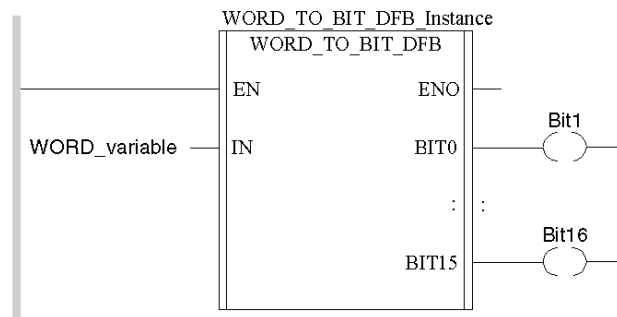 WORD_TO_BIT_DFB_Instance
WORD_TO_BIT_DFB
EN ENO
Bit1
WORD_variable IN BIT0
: :
Bit16
BIT15